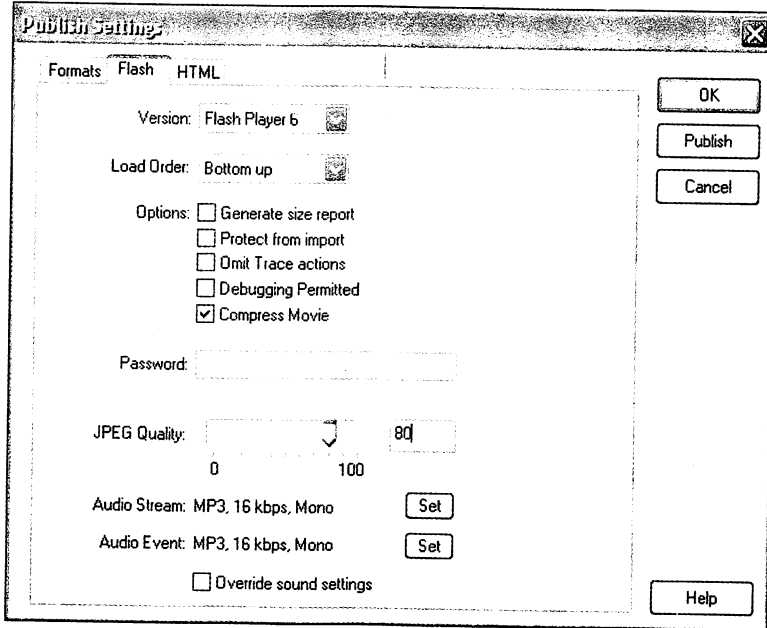 Publish Settings
Formats Flash HTML
OK
Publish
Cancel
Version: Flash Player 6
Load Order: Bottom up
Options: Generate size report
Protect from import
Omit Trace actions
Debugging Permitted
Compress Movie
Password:
JPEG Quality: 80
0 100
Audio Stream: MP3, 16 kbps, Mono Set
Audio Event: MP3, 16 kbps, Mono Set
Override sound settings
Help